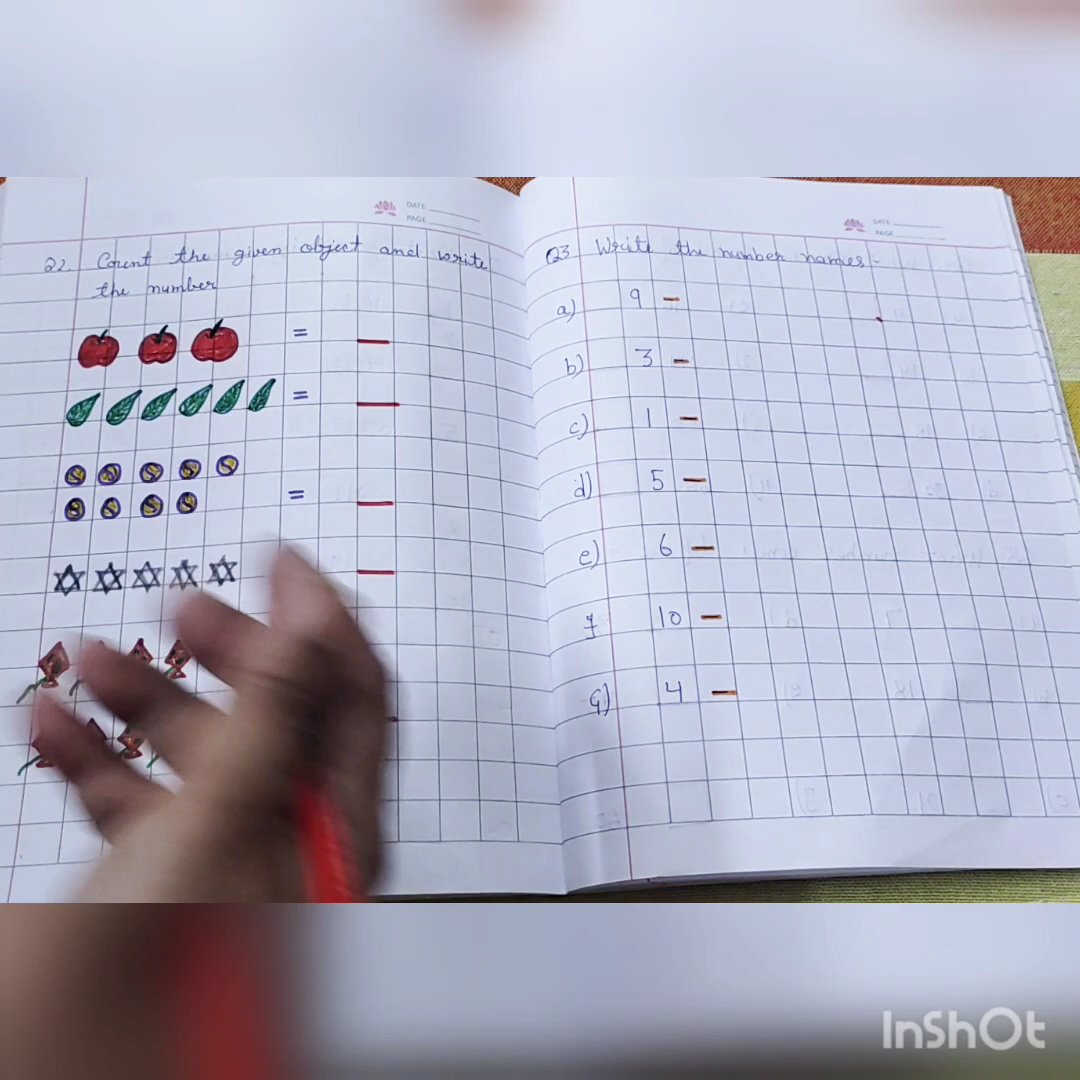 DATE
PAGE
Q2. Count the given object and write
the number
=
=
=
DATE
PAGE
Q3 Write the number names-
a) 9 -
b) 3 -
c) 1 -
d) 5 -
e) 6 -
f 10 -
g) 4 -
InShOt